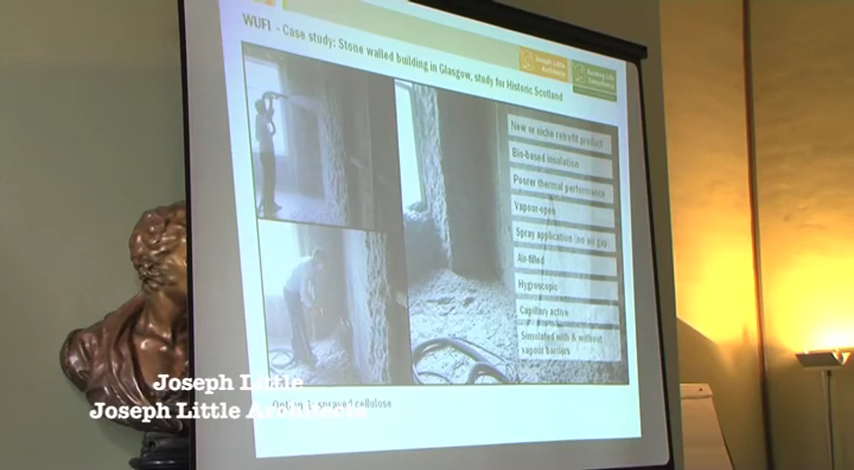 WUFI - Case study: Stone walled building in Glasgow, study for Historic Scotland
Joseph Little
Architects
Building Life
Consultancy
New or niche retrofit product
Bio-based insulation
Poorer thermal performance
Vapour-open
Spray application (no air gap)
Air-filled
Hygroscopic
Capillary active
Simulated with & without
vapour barriers
sprayed cellulose
Joseph Little
Joseph Little Architects